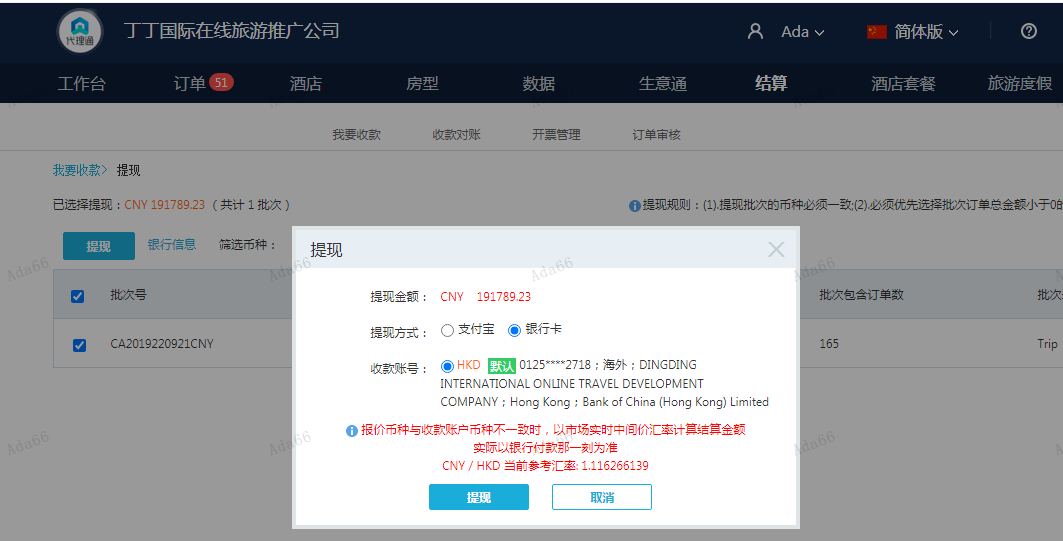 代理通
丁丁国际在线旅游推广公司
Ada
简体版
工作台 订单 51 酒店 房型 数据 生意通 结算 酒店套餐 旅游度假
我要收款 收款对账 开票管理 订单审核
我要收款> 提现
已选择提现：CNY 191789.23 （共计 1 批次）
提现规则：(1).提现批次的币种必须一致;(2).必须优先选择批次订单总金额小于0的
提现 银行信息 筛选币种：
批次号 批次包含订单数 批次
CA2019220921CNY 165 Trip
提现
提现金额： CNY 191789.23
提现方式： 支付宝 银行卡
收款账号： HKD 默认 0125****2718；海外；DINGDING
INTERNATIONAL ONLINE TRAVEL DEVELOPMENT
COMPANY；Hong Kong；Bank of China (Hong Kong) Limited
报价币种与收款账户币种不一致时，以市场实时中间价汇率计算结算金额
实际以银行付款那一刻为准
CNY / HKD 当前参考汇率: 1.116266139
提现 取消
Ada66
Ada66
Ada66
Ada66
Ada66
Ada66